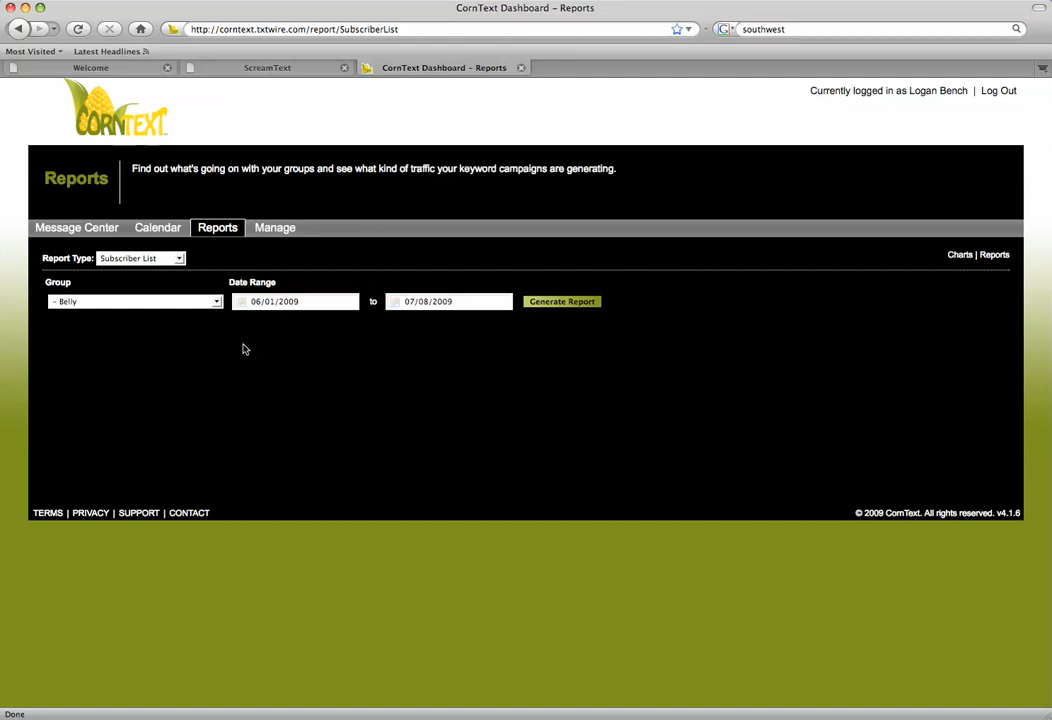 CornText Dashboard – Reports
http://corntext.txtwire.com/report/SubscriberList
southwest
Most Visited Latest Headlines
Welcome ScreamText CornText Dashboard – Reports
CORNTEXT
Currently logged in as Logan Bench | Log Out
Reports
Find out what's going on with your groups and see what kind of traffic your keyword campaigns are generating.
Message Center Calendar Reports Manage
Report Type: Subscriber List
Charts | Reports
Group Date Range
– Belly 06/01/2009 to 07/08/2009 Generate Report
TERMS | PRIVACY | SUPPORT | CONTACT
© 2009 CornText. All rights reserved. v4.1.6
Done